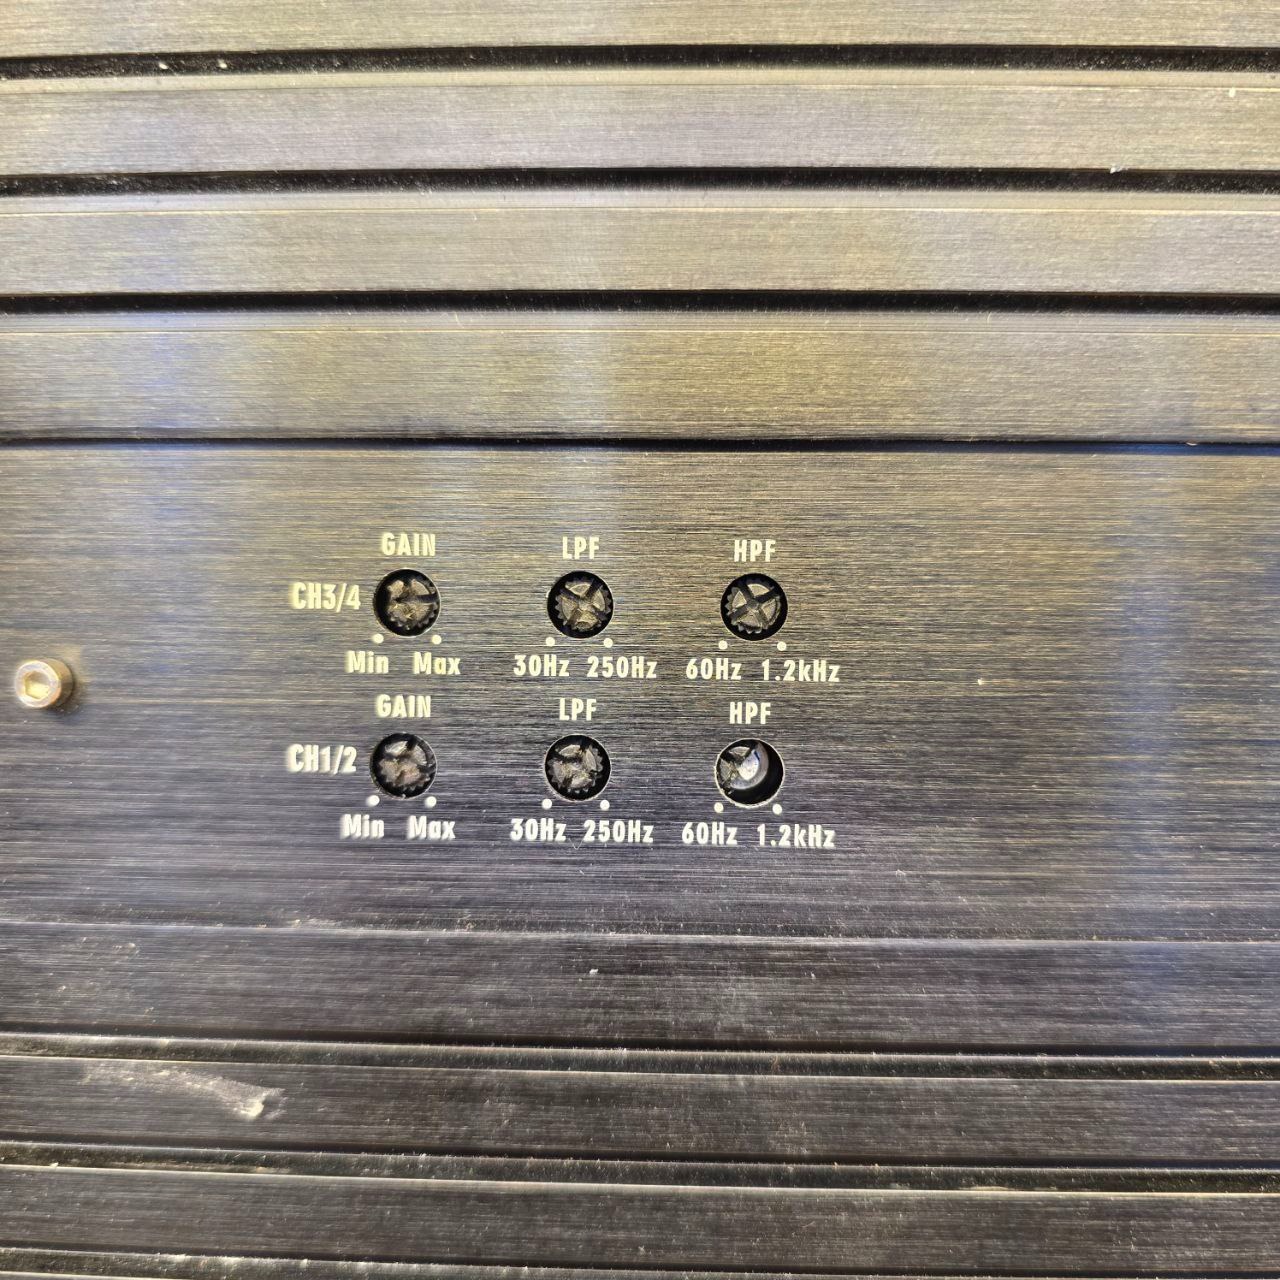 GAIN LPF HPF
CH3/4
Min Max 30Hz 250Hz 60Hz 1.2kHz
GAIN LPF HPF
CH1/2
Min Max 30Hz 250Hz 60Hz 1.2kHz